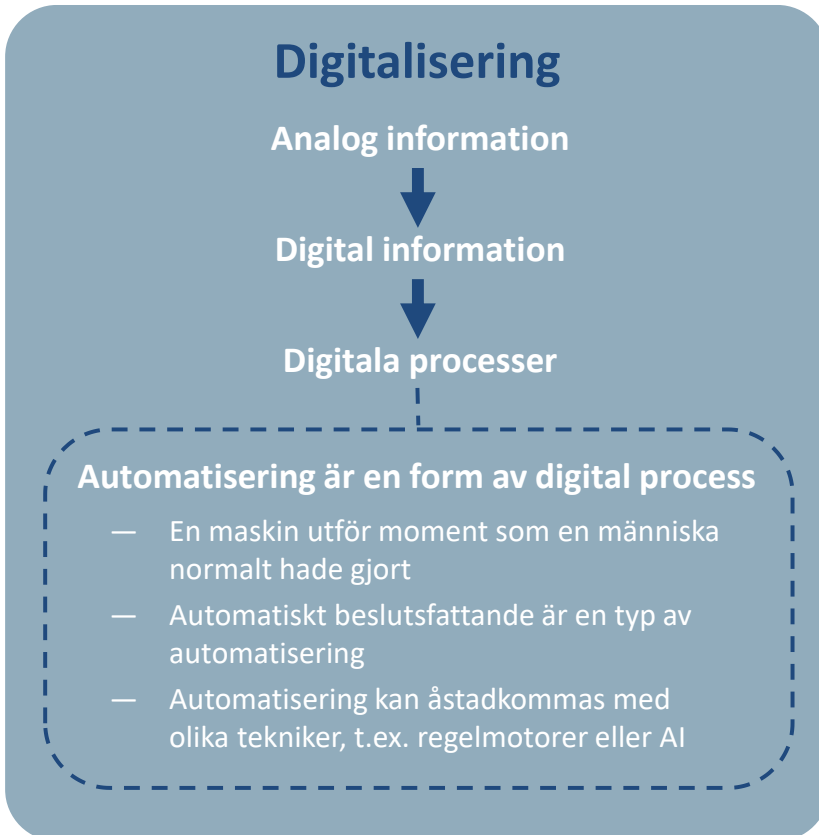 Digitalisering
Analog information
Digital information
Digitala processer
Automatisering är en form av digital process
— En maskin utför moment som en människa
normalt hade gjort
— Automatiskt beslutsfattande är en typ av
automatisering
— Automatisering kan åstadkommas med
olika tekniker, t.ex. regelmotorer eller AI